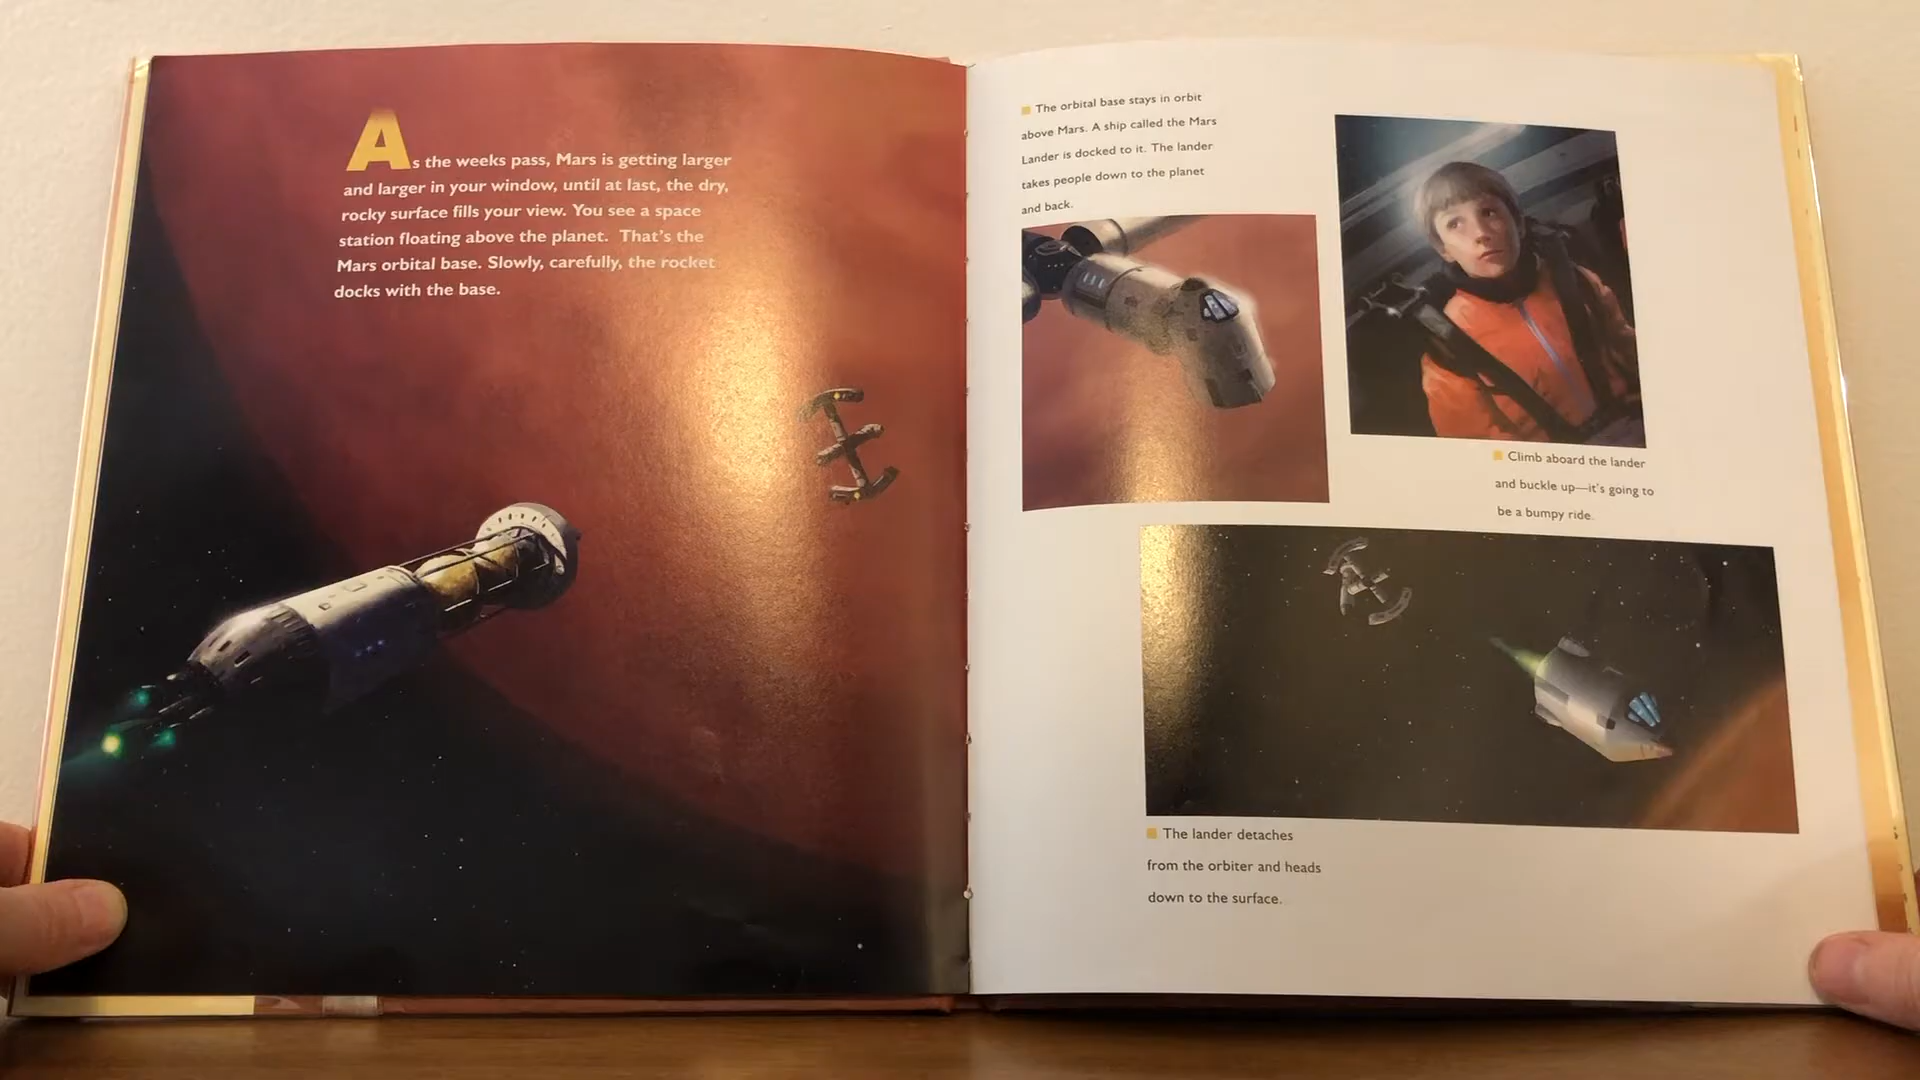 As the weeks pass, Mars is getting larger
and larger in your window, until at last, the dry,
rocky surface fills your view. You see a space
station floating above the planet. That's the
Mars orbital base. Slowly, carefully, the rocket
docks with the base.
The orbital base stays in orbit
above Mars. A ship called the Mars
Lander is docked to it. The lander
takes people down to the planet
and back.
Climb aboard the lander
and buckle up—it's going to
be a bumpy ride.
The lander detaches
from the orbiter and heads
down to the surface.